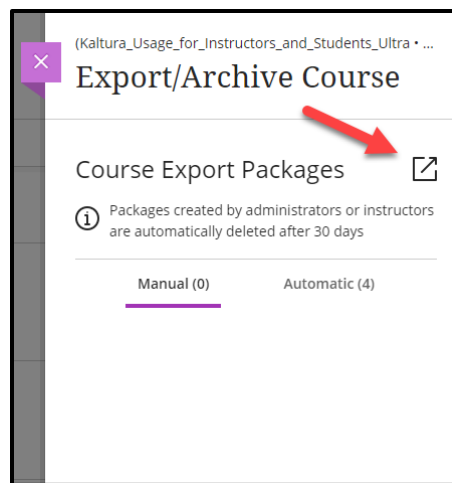 (Kaltura_Usage_for_Instructors_and_Students_Ultra • ...
Export/Archive Course
Course Export Packages
Packages created by administrators or instructors
are automatically deleted after 30 days
Manual (0)
Automatic (4)